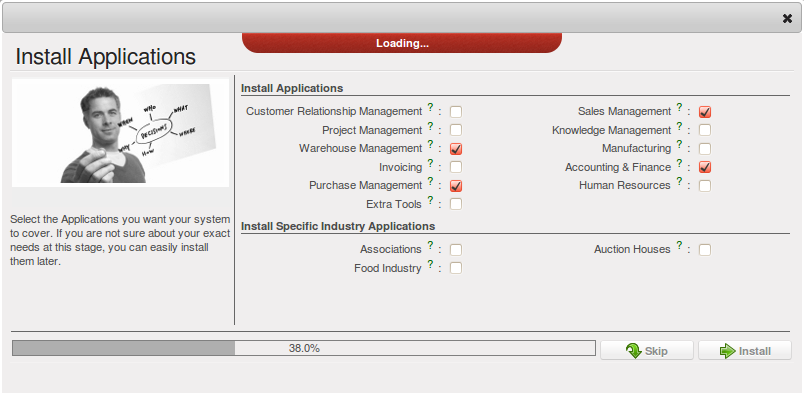 Loading...
Install Applications
WHEN
WHO
WHAT
DECISIONS
WHERE
WHY
HOW
Select the Applications you want your system
to cover. If you are not sure about your exact
needs at this stage, you can easily install
them later.
Install Applications
Customer Relationship Management ? :
Sales Management ? :
Project Management ? :
Knowledge Management ? :
Warehouse Management ? :
Manufacturing ? :
Invoicing ? :
Accounting & Finance ? :
Purchase Management ? :
Human Resources ? :
Extra Tools ? :
Install Specific Industry Applications
Associations ? :
Auction Houses ? :
Food Industry ? :
38.0%
Skip
Install